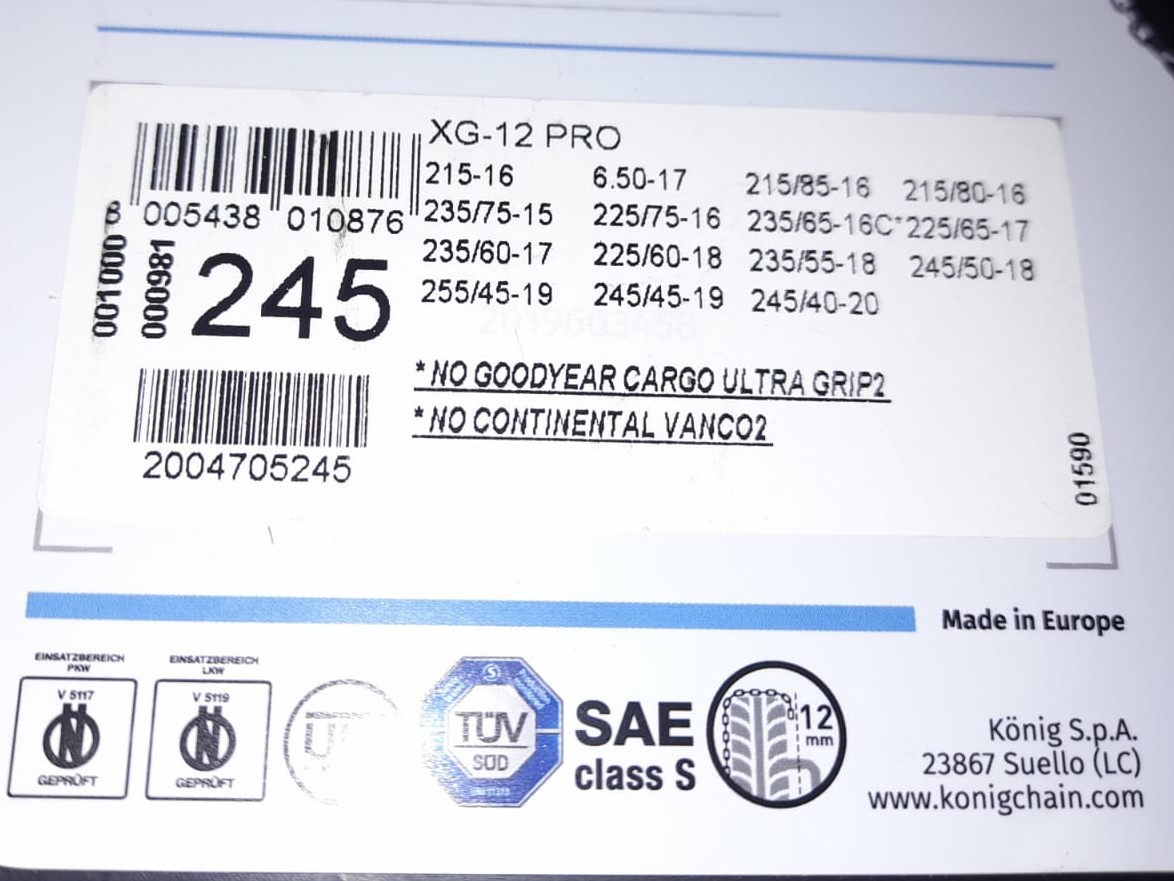 XG-12 PRO
215-16 6.50-17 215/85-16 215/80-16
235/75-15 225/75-16 235/65-16C* 225/65-17
235/60-17 225/60-18 235/55-18 245/50-18
255/45-19 245/45-19 245/40-20
8 005438 010876
001000
000981
245
2004705245
* NO GOODYEAR CARGO ULTRA GRIP2
* NO CONTINENTAL VANCO2
01590
Made in Europe
EINSATZBEREICH
PKW
V 5117
GEPRÜFT
EINSATZBEREICH
LKW
V 5119
GEPRÜFT
TÜV
SÜD
SAE
class S
12
mm
König S.p.A.
23867 Suello (LC)
www.konigchain.com